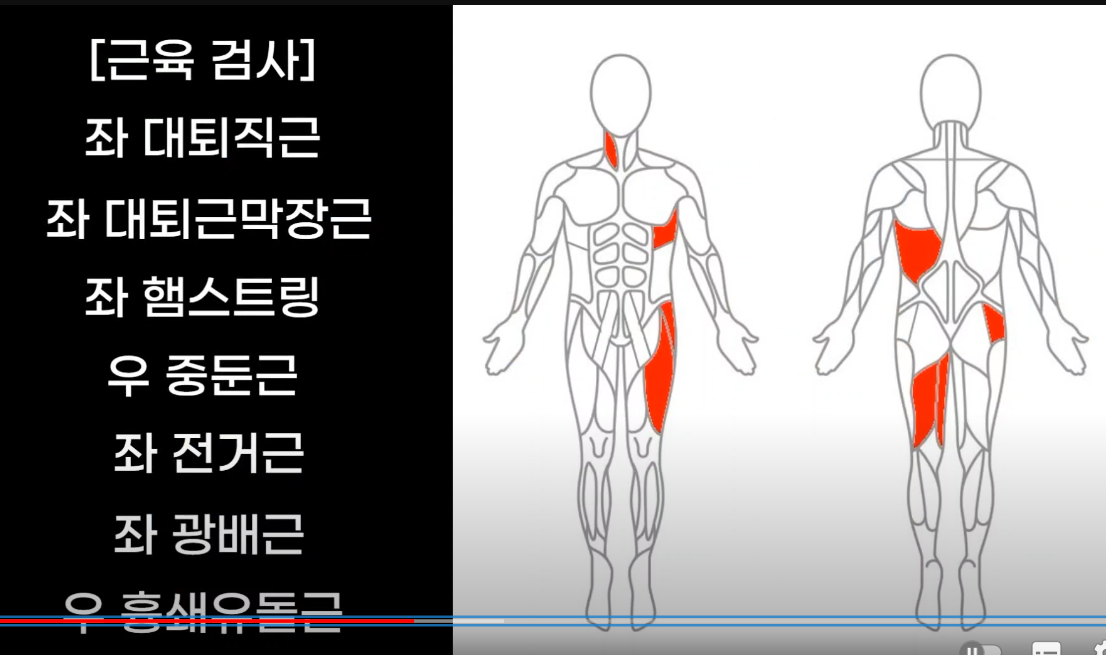 [근육 검사]
좌 대퇴직근
좌 대퇴근막장근
좌 햄스트링
우 중둔근
좌 전거근
좌 광배근
우 흉쇄유돌근